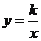 y = k/x